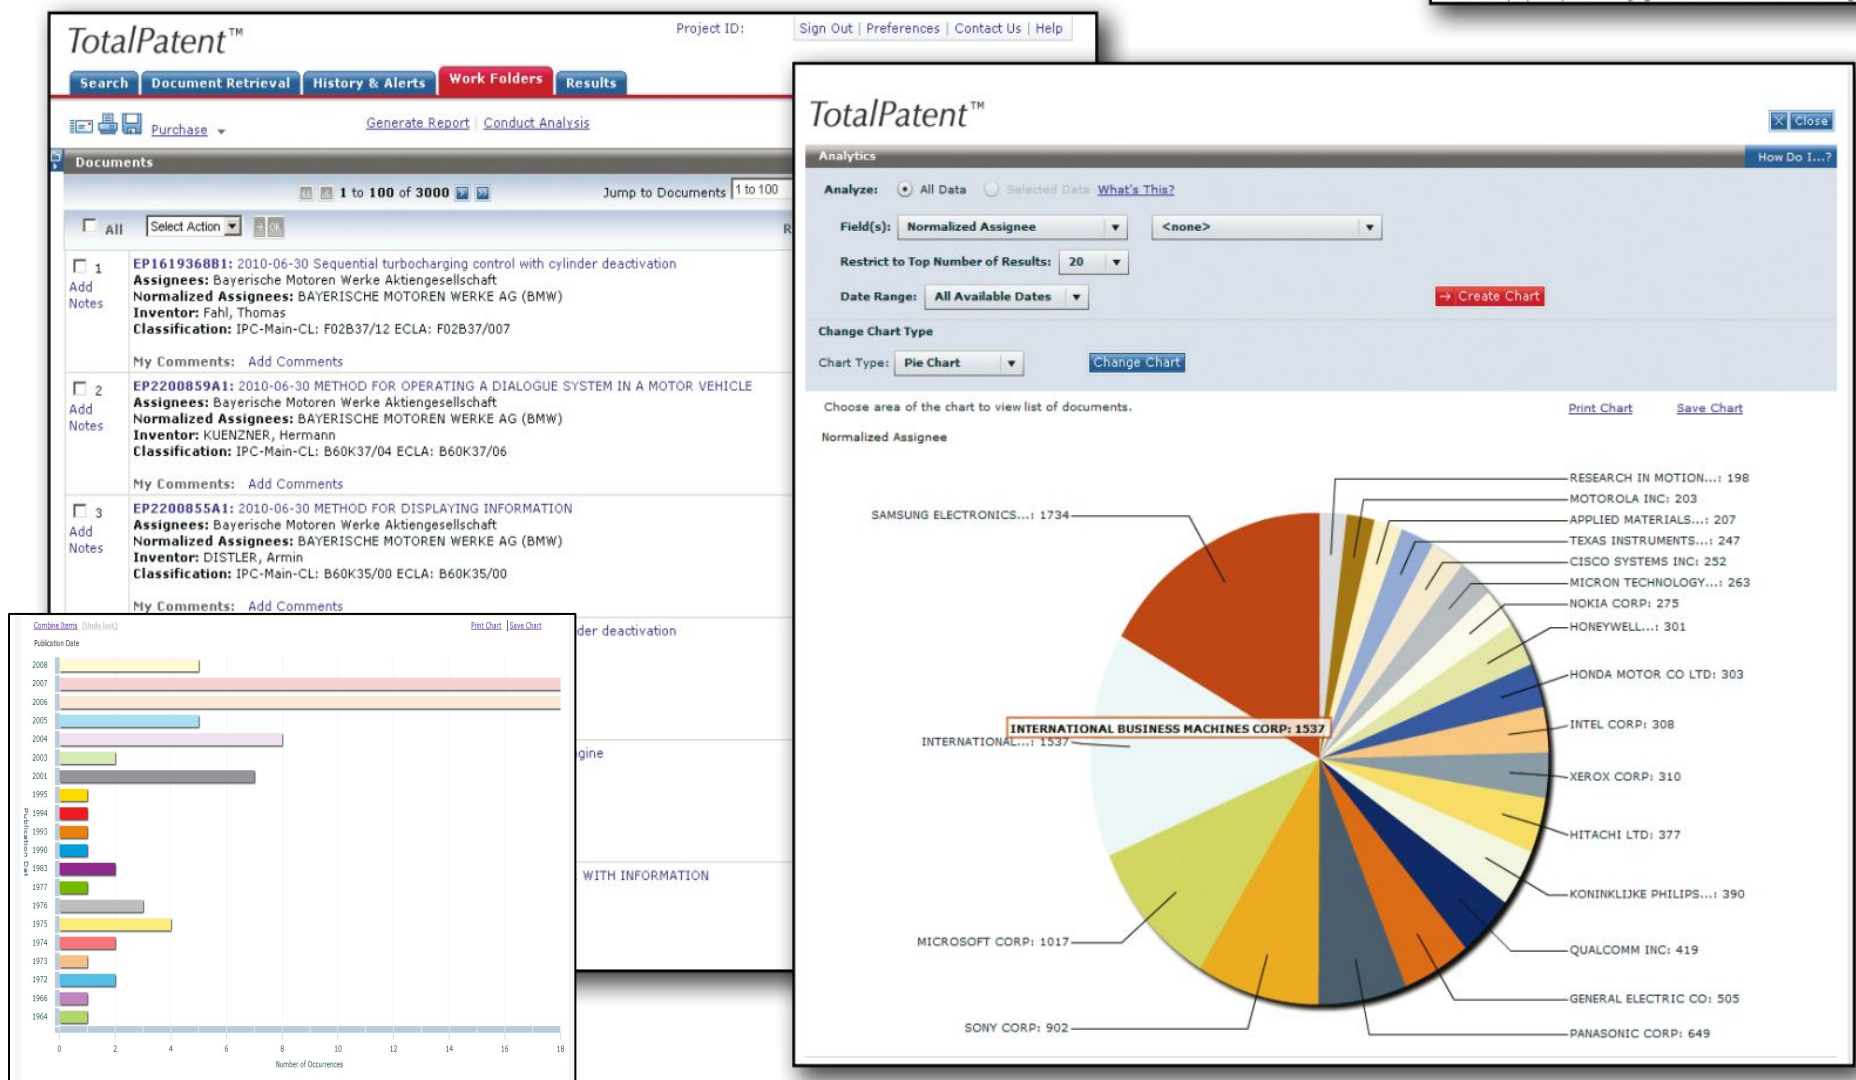 TotalPatent™
Project ID:
Sign Out | Preferences | Contact Us | Help
Search
Document Retrieval
History & Alerts
Work Folders
Results
Purchase
Generate Report | Conduct Analysis
Documents
1 to 100 of 3000
Jump to Documents 1 to 100
All
Select Action
OK
R
1
Add
Notes
EP1619368B1: 2010-06-30 Sequential turbocharging control with cylinder deactivation
Assignees: Bayerische Motoren Werke Aktiengesellschaft
Normalized Assignees: BAYERISCHE MOTOREN WERKE AG (BMW)
Inventor: Fahl, Thomas
Classification: IPC-Main-CL: F02B37/12 ECLA: F02B37/007
My Comments: Add Comments
2
Add
Notes
EP2200859A1: 2010-06-30 METHOD FOR OPERATING A DIALOGUE SYSTEM IN A MOTOR VEHICLE
Assignees: Bayerische Motoren Werke Aktiengesellschaft
Normalized Assignees: BAYERISCHE MOTOREN WERKE AG (BMW)
Inventor: KUENZNER, Hermann
Classification: IPC-Main-CL: B60K37/04 ECLA: B60K37/06
My Comments: Add Comments
3
Add
Notes
EP2200855A1: 2010-06-30 METHOD FOR DISPLAYING INFORMATION
Assignees: Bayerische Motoren Werke Aktiengesellschaft
Normalized Assignees: BAYERISCHE MOTOREN WERKE AG (BMW)
Inventor: DISTLER, Armin
Classification: IPC-Main-CL: B60K35/00 ECLA: B60K35/00
My Comments: Add Comments
der deactivation
gine
WITH INFORMATION
Combine Items (Undo last)
Print Chart | Save Chart
Publication Date
2008
2007
2006
2005
2004
2003
2001
1995
1994
1993
1990
1983
1977
1976
1975
1974
1973
1972
1966
1964
Publication Dat
0 2 4 6 8 10 12 14 16 18
Number of Occurrences
TotalPatent™
X Close
Analytics
How Do I...?
Analyze: All Data Selected Data What's This?
Field(s): Normalized Assignee <none>
Restrict to Top Number of Results: 20
Date Range: All Available Dates
→ Create Chart
Change Chart Type
Chart Type: Pie Chart
Change Chart
Choose area of the chart to view list of documents.
Print Chart
Save Chart
Normalized Assignee
RESEARCH IN MOTION...: 198
MOTOROLA INC: 203
APPLIED MATERIALS...: 207
TEXAS INSTRUMENTS...: 247
CISCO SYSTEMS INC: 252
MICRON TECHNOLOGY...: 263
NOKIA CORP: 275
HONEYWELL...: 301
HONDA MOTOR CO LTD: 303
INTEL CORP: 308
XEROX CORP: 310
HITACHI LTD: 377
KONINKLIJKE PHILIPS...: 390
QUALCOMM INC: 419
GENERAL ELECTRIC CO: 505
PANASONIC CORP: 649
SONY CORP: 902
MICROSOFT CORP: 1017
INTERNATIONAL...: 1537
INTERNATIONAL BUSINESS MACHINES CORP: 1537
SAMSUNG ELECTRONICS...: 1734